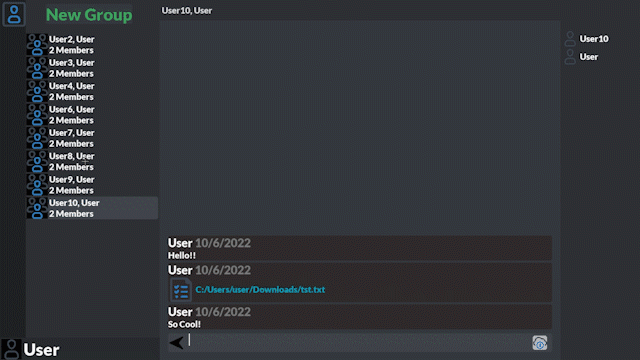 New Group
User2, User
2 Members
User3, User
2 Members
User4, User
2 Members
User6, User
2 Members
User7, User
2 Members
User8, User
2 Members
User9, User
2 Members
User10, User
2 Members
User
User10, User
User 10/6/2022
Hello!!
User 10/6/2022
C:/Users/user/Downloads/tst.txt
User 10/6/2022
So Cool!
User10
User